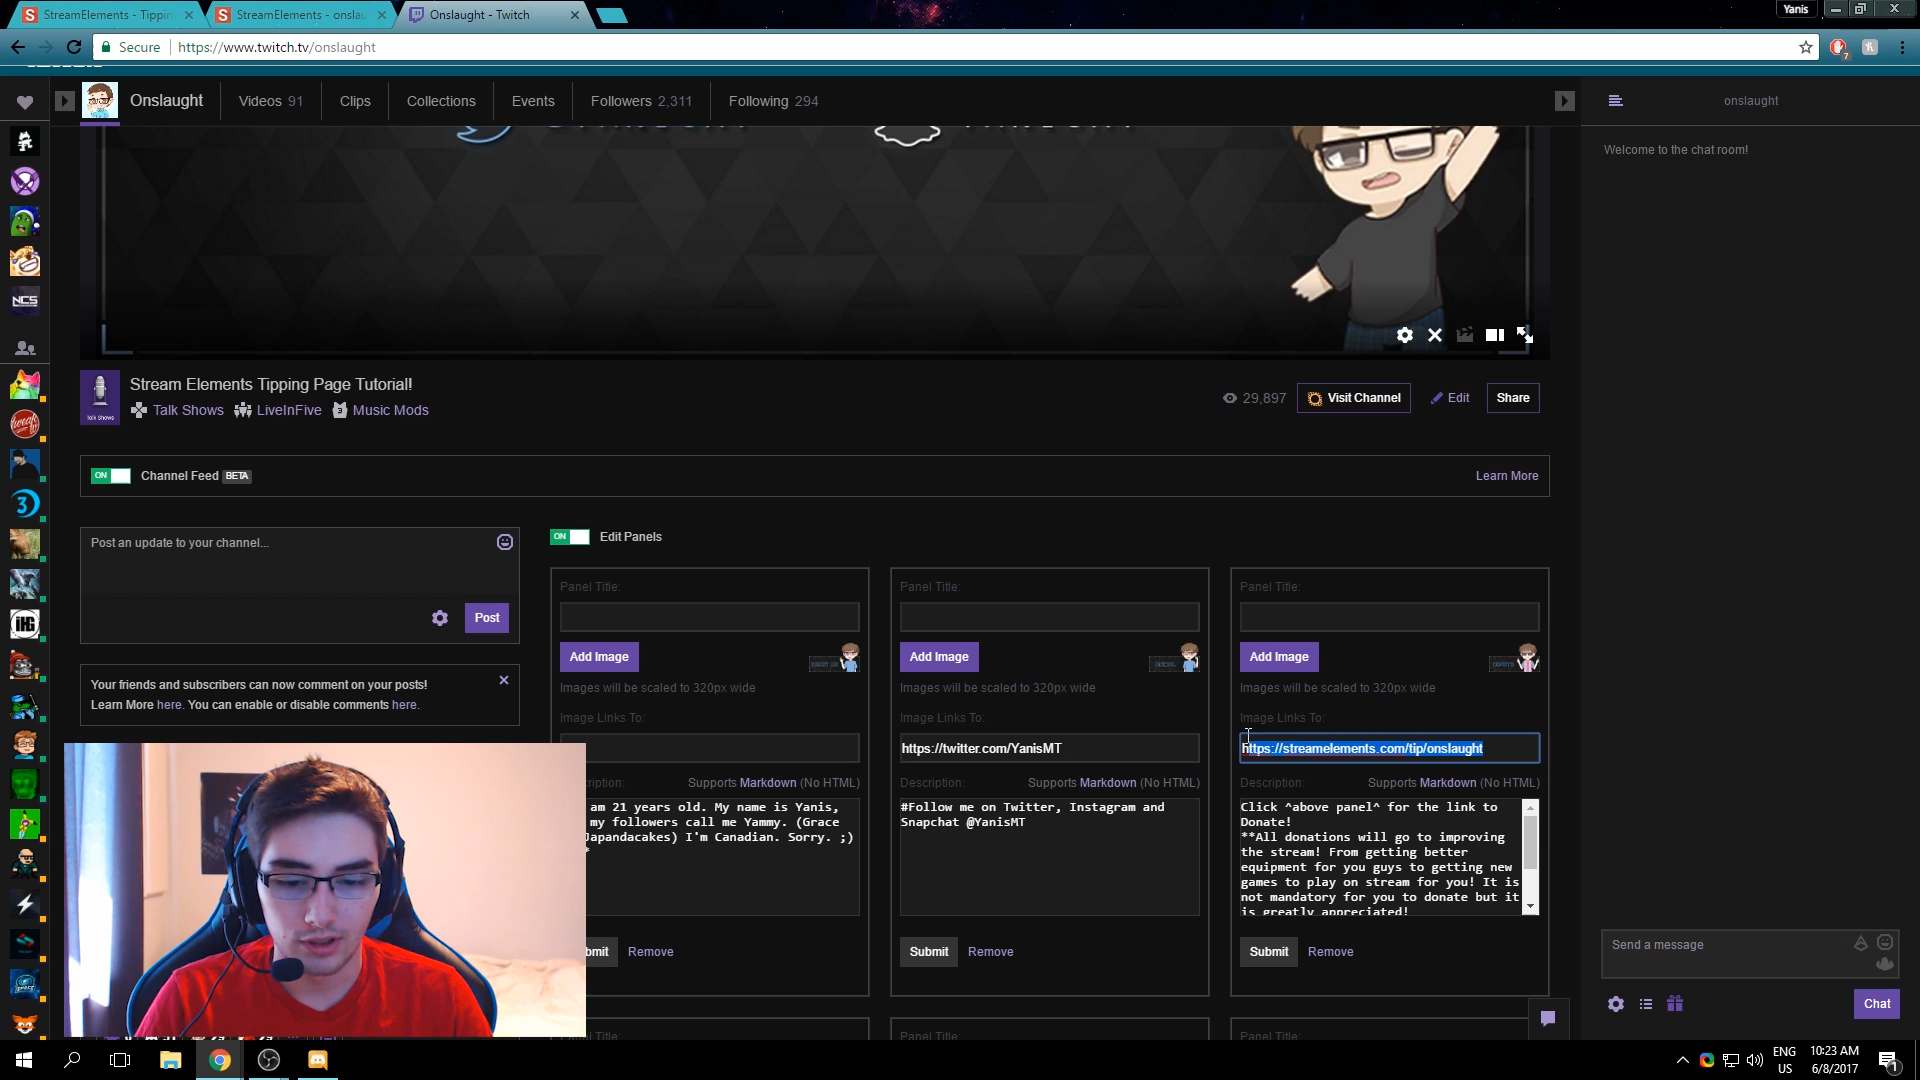 StreamElements - Tippin
StreamElements - onslau
Onslaught - Twitch
Yanis
Secure
https://www.twitch.tv/onslaught
7
Onslaught
Videos 91
Clips
Collections
Events
Followers 2,311
Following 294
onslaught
Welcome to the chat room!
NCS
Stream Elements Tipping Page Tutorial!
Talk Shows
LiveInFive
Music Mods
29,897
Visit Channel
Edit
Share
ON
Channel Feed BETA
Learn More
Post an update to your channel...
Post
Your friends and subscribers can now comment on your posts!
Learn More here. You can enable or disable comments here.
ON
Edit Panels
Panel Title:
Add Image
Images will be scaled to 320px wide
Image Links To:
Supports Markdown (No HTML)
am 21 years old. My name is Yanis,
my followers call me Yammy. (Grace
Japandacakes) I'm Canadian. Sorry. ;)
Remove
Panel Title:
Add Image
Images will be scaled to 320px wide
Image Links To:
https://twitter.com/YanisMT
Description:
Supports Markdown (No HTML)
#Follow me on Twitter, Instagram and
Snapchat @YanisMT
Submit
Remove
Panel Title:
Add Image
Images will be scaled to 320px wide
Image Links To:
https://streamelements.com/tip/onslaught
Description:
Supports Markdown (No HTML)
Click ^above panel^ for the link to
Donate!
**All donations will go to improving
the stream! From getting better
equipment for you guys to getting new
games to play on stream for you! It is
not mandatory for you to donate but it
is greatly appreciated!
Submit
Remove
Panel Title:
Panel Title:
Panel Title:
Send a message
Chat
ENG
US
10:23 AM
6/8/2017
1